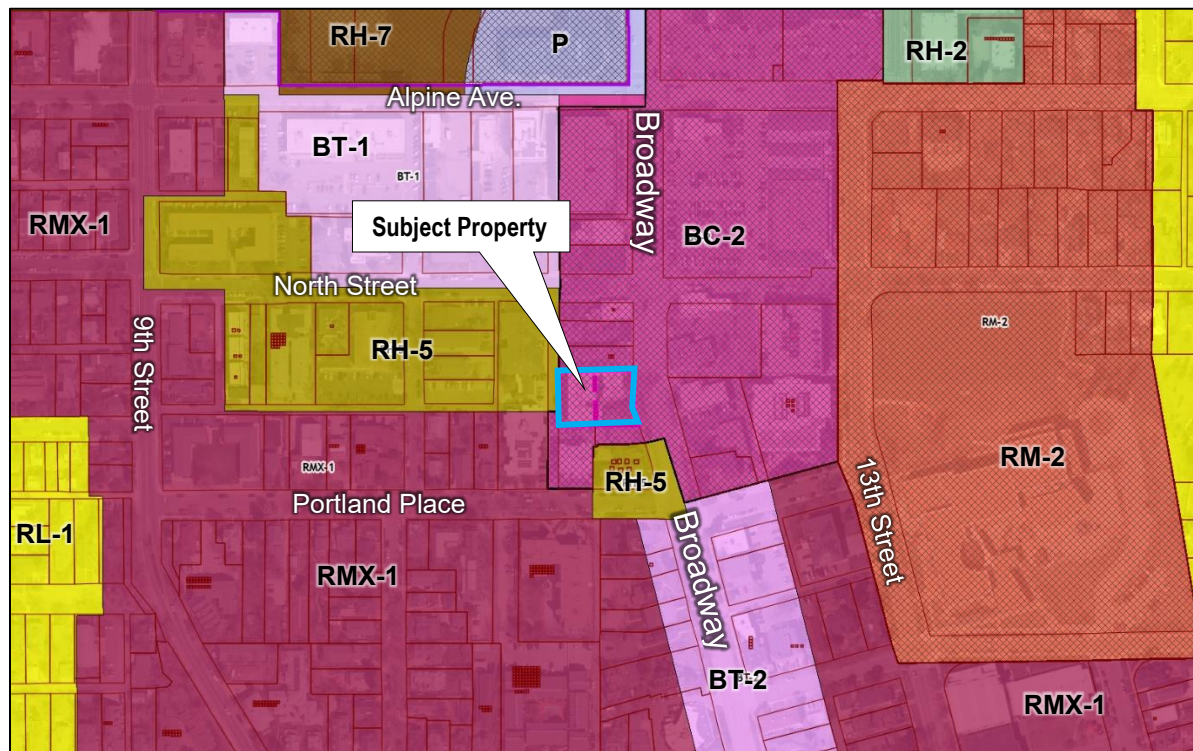 RH-7
P
RH-2
Alpine Ave.
BT-1
BT-1
Broadway
RMX-1
Subject Property
BC-2
North Street
RM-2
9th Street
RH-5
RMX-1
RH-5
13th Street
RM-2
Portland Place
RL-1
Broadway
RMX-1
BT-2
RMX-1